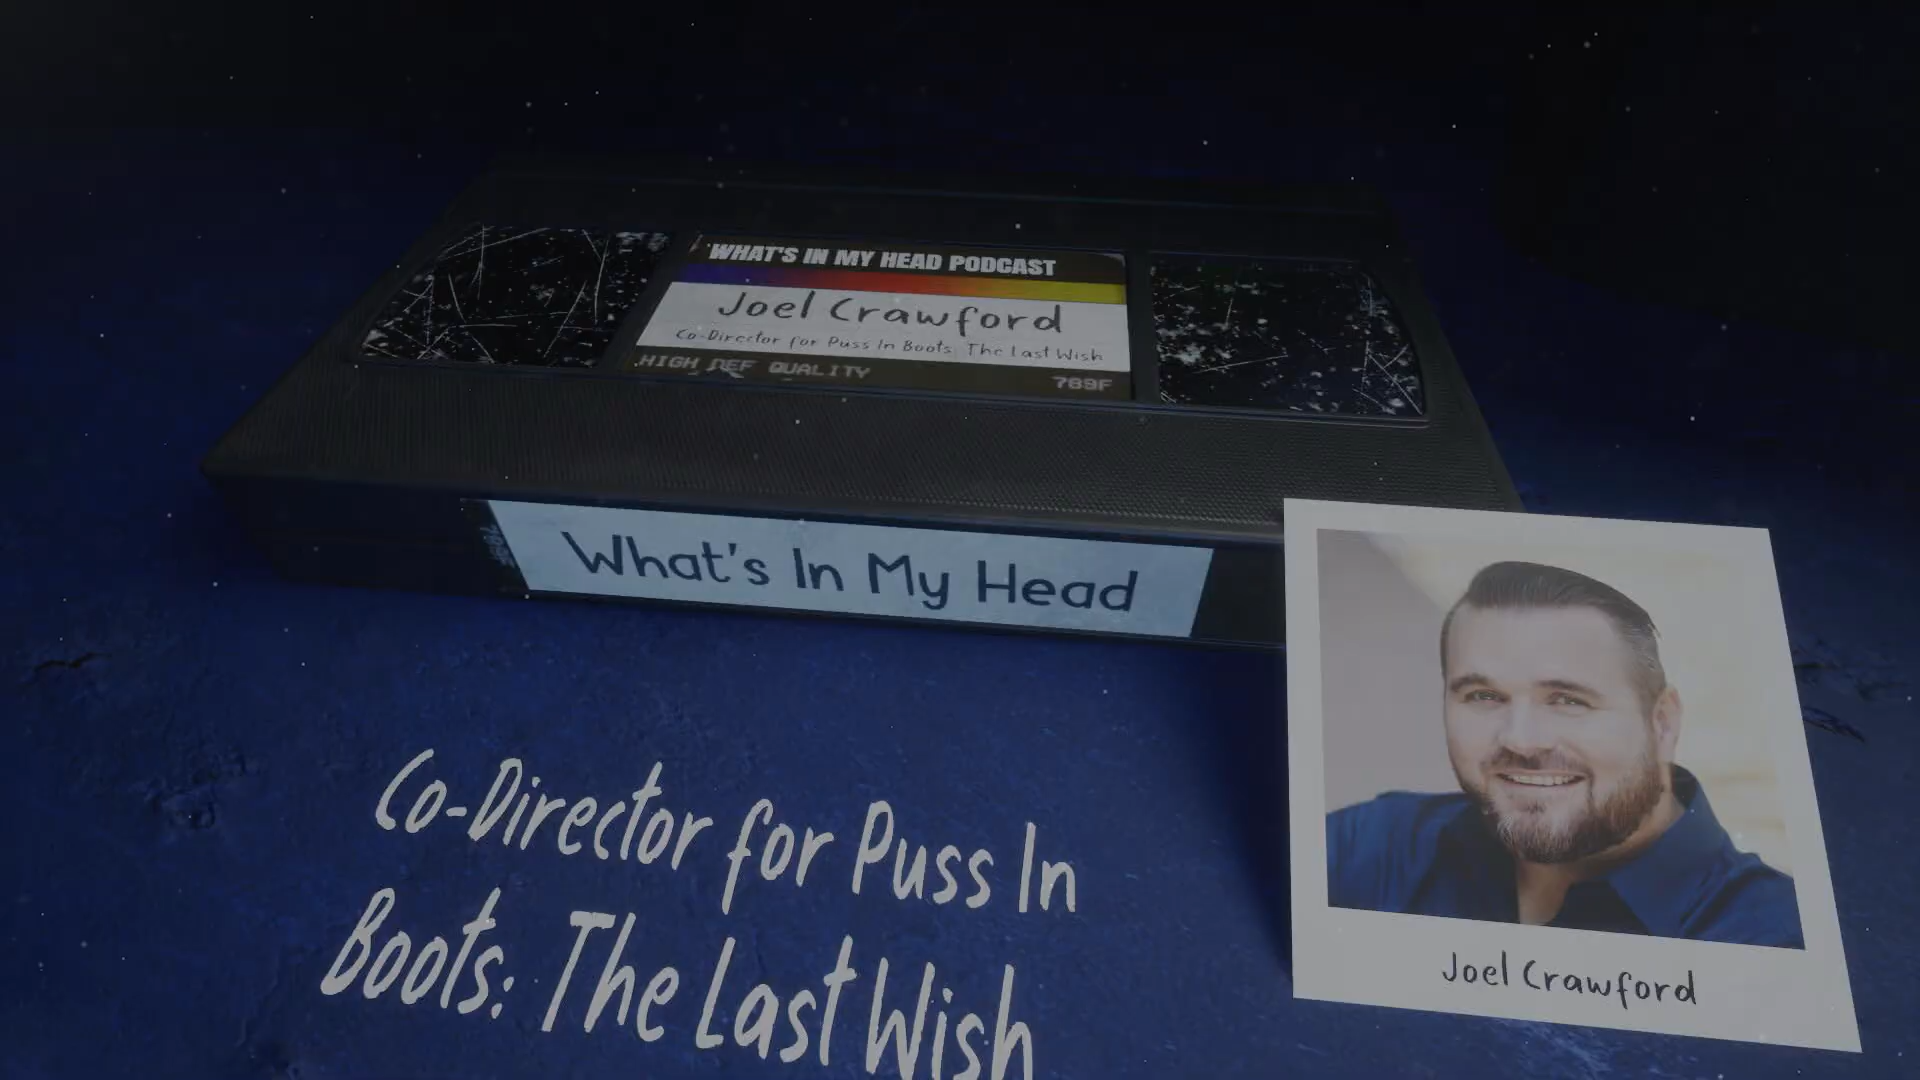 WHAT'S IN MY HEAD PODCAST
Joel Crawford
Co-Director for Puss In Boots: The Last Wish
HIGH DEF QUALITY
789F
What's In My Head
Co-Director for Puss In
Boots: The Last Wish
Joel Crawford